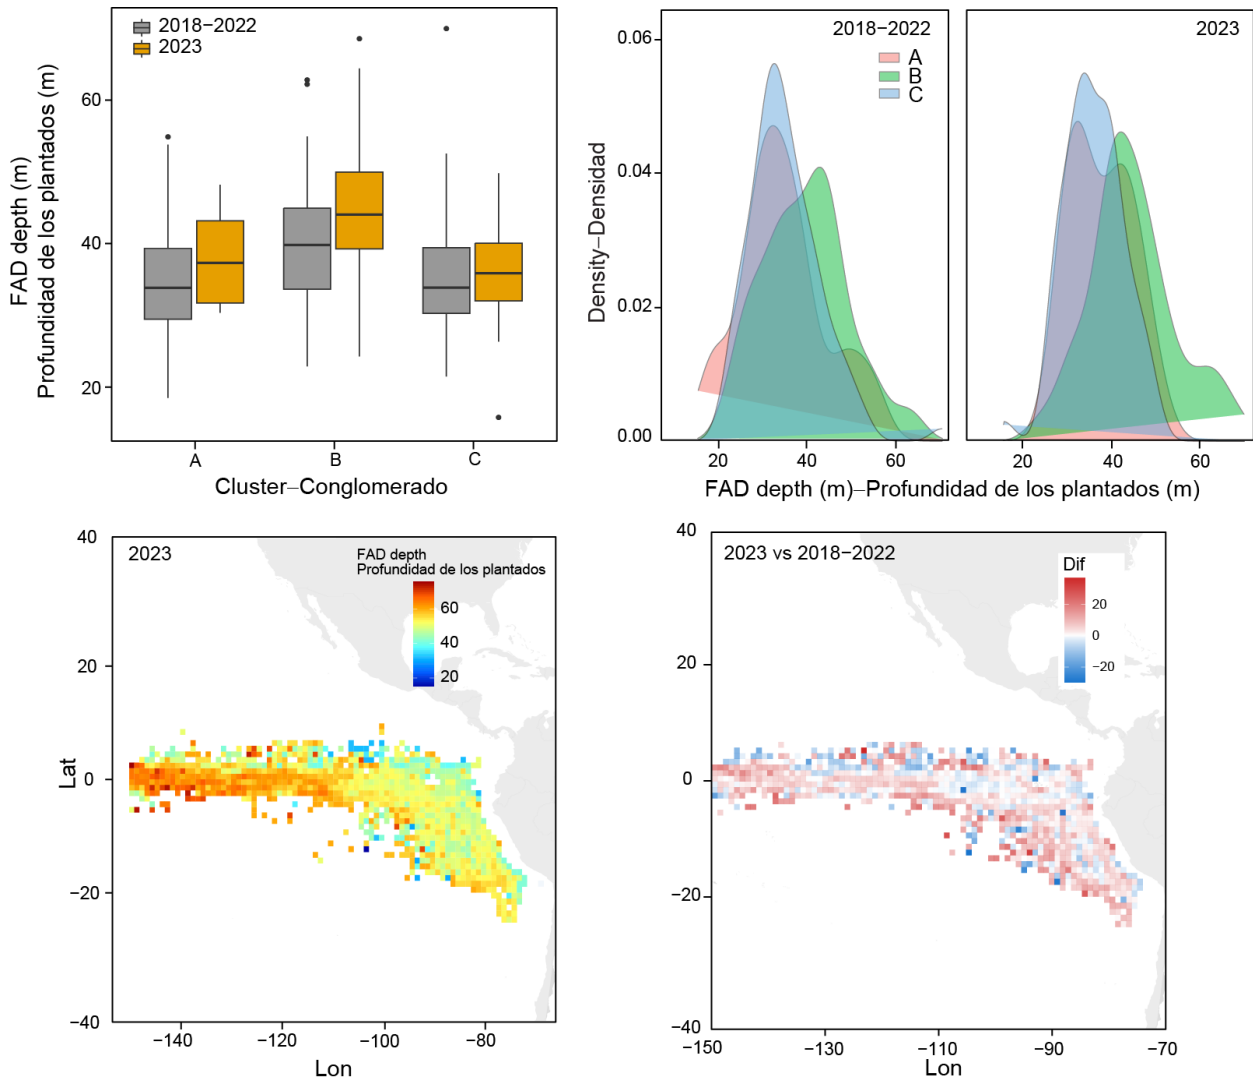 2018−2022
2023
FAD depth (m)
Profundidad de los plantados (m)
60
40
20
A
B
C
Cluster−Conglomerado
2018−2022
A
B
C
2023
Density−Densidad
0.06
0.04
0.02
0.00
20
40
60
20
40
60
FAD depth (m)−Profundidad de los plantados (m)
2023
FAD depth
Profundidad de los plantados
60
40
20
Lat
40
20
0
−20
−40
−140
−120
−100
−80
Lon
2023 vs 2018−2022
Dif
20
0
−20
40
20
0
−20
−40
−150
−130
−110
−90
−70
Lon